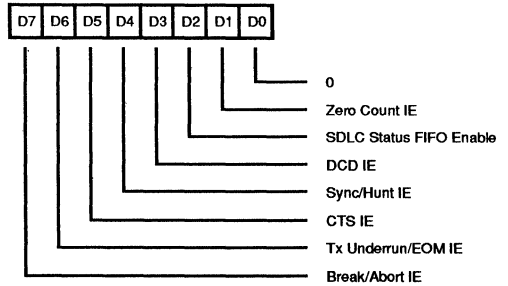 D7 D6 D5 D4 D3 D2 D1 D0
0
Zero Count IE
SDLC Status FIFO Enable
DCD IE
Sync/Hunt IE
CTS IE
Tx Underrun/EOM IE
Break/Abort IE